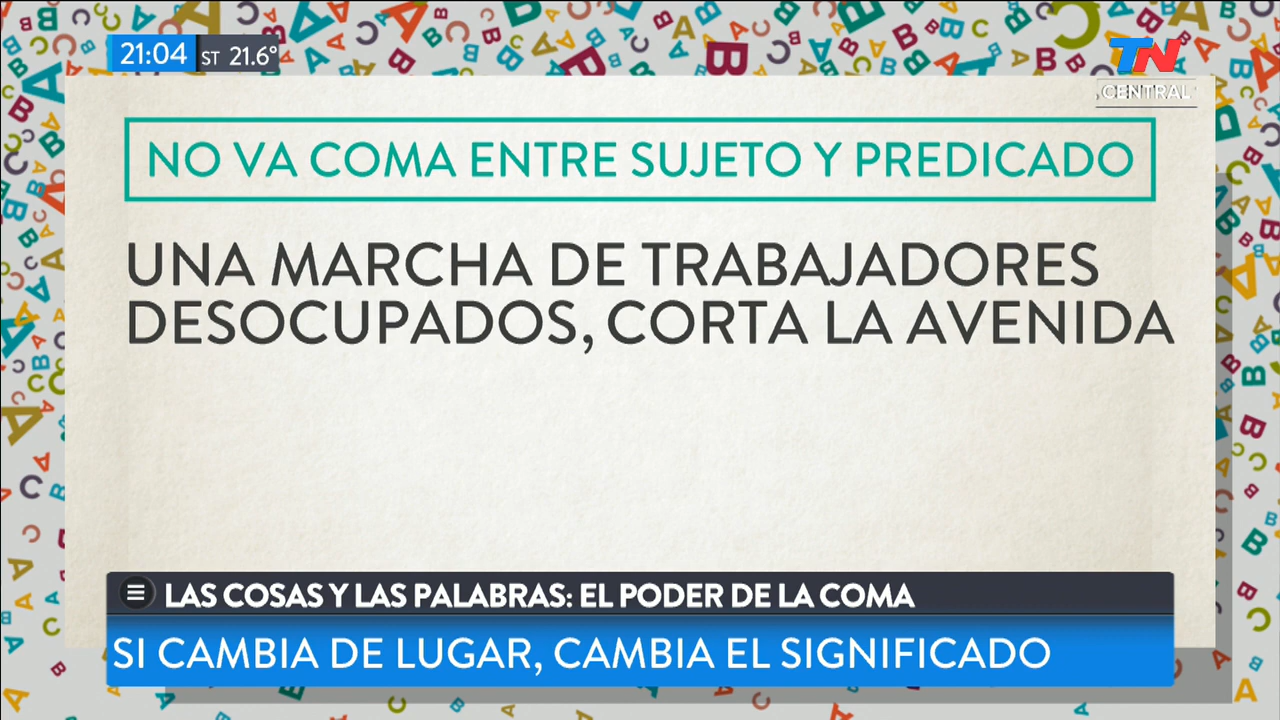 21:04 ST 21.6°
TN
CENTRAL
NO VA COMA ENTRE SUJETO Y PREDICADO
UNA MARCHA DE TRABAJADORES
DESOCUPADOS, CORTA LA AVENIDA
LAS COSAS Y LAS PALABRAS: EL PODER DE LA COMA
SI CAMBIA DE LUGAR, CAMBIA EL SIGNIFICADO